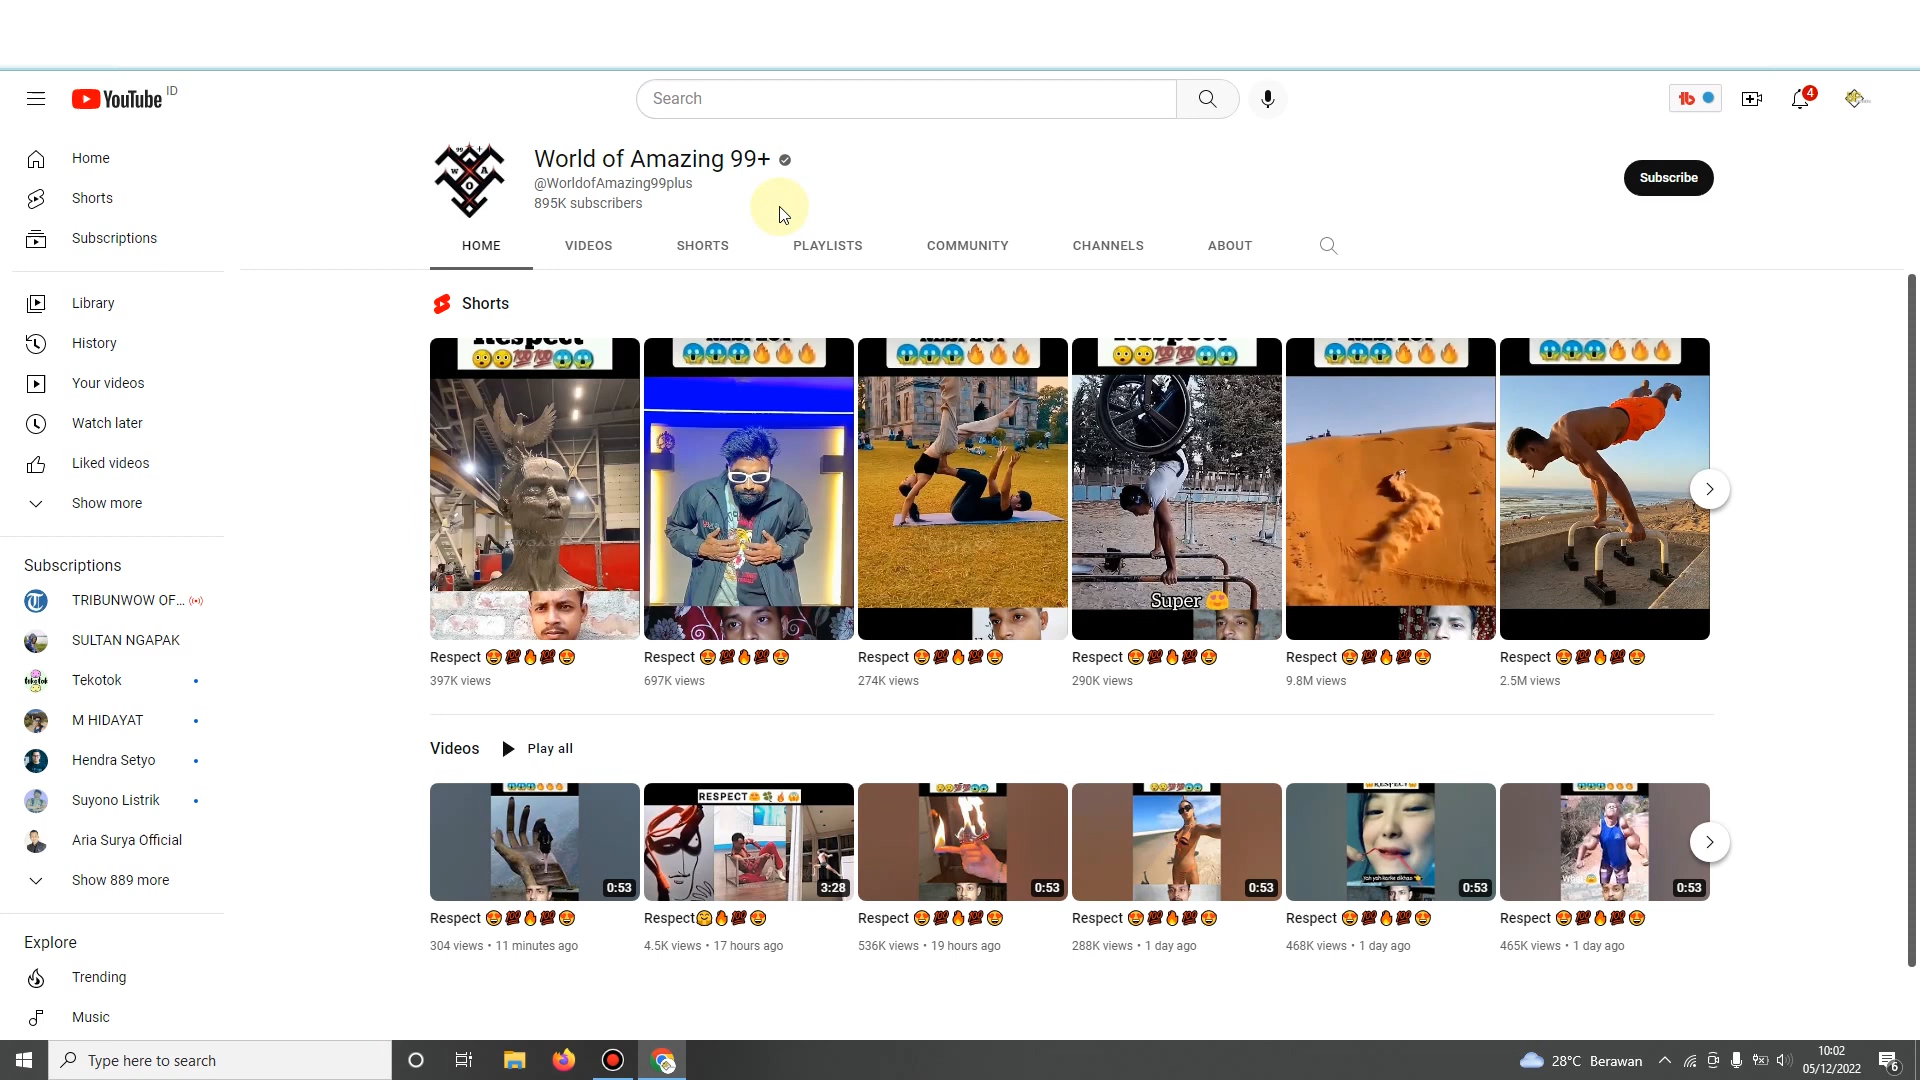 YouTube ID
Search
4
Home
Shorts
Subscriptions
Library
History
Your videos
Watch later
Liked videos
Show more
Subscriptions
TRIBUNWOW OF...
SULTAN NGAPAK
Tekotok
M HIDAYAT
Hendra Setyo
Suyono Listrik
Aria Surya Official
Show 889 more
Explore
Trending
Music
World of Amazing 99+
@WorldofAmazing99plus
895K subscribers
Subscribe
HOME VIDEOS SHORTS PLAYLISTS COMMUNITY CHANNELS ABOUT
Shorts
Respect
Super 😍
Respect 😍💯🔥💯😍
397K views
Respect 😍💯🔥💯😍
697K views
Respect 😍💯🔥💯😍
274K views
Respect 😍💯🔥💯😍
290K views
Respect 😍💯🔥💯😍
9.8M views
Respect 😍💯🔥💯😍
2.5M views
Videos Play all
0:53
Respect 😍💯🔥💯😍
304 views • 11 minutes ago
RESPECT
3:28
Respect🤗🔥💯😍
4.5K views • 17 hours ago
0:53
Respect 😍💯🔥💯😍
536K views • 19 hours ago
0:53
Respect 😍💯🔥💯😍
288K views • 1 day ago
0:53
Respect 😍💯🔥💯😍
468K views • 1 day ago
0:53
Respect 😍💯🔥💯😍
465K views • 1 day ago
Type here to search
28°C Berawan
10:02
05/12/2022
6